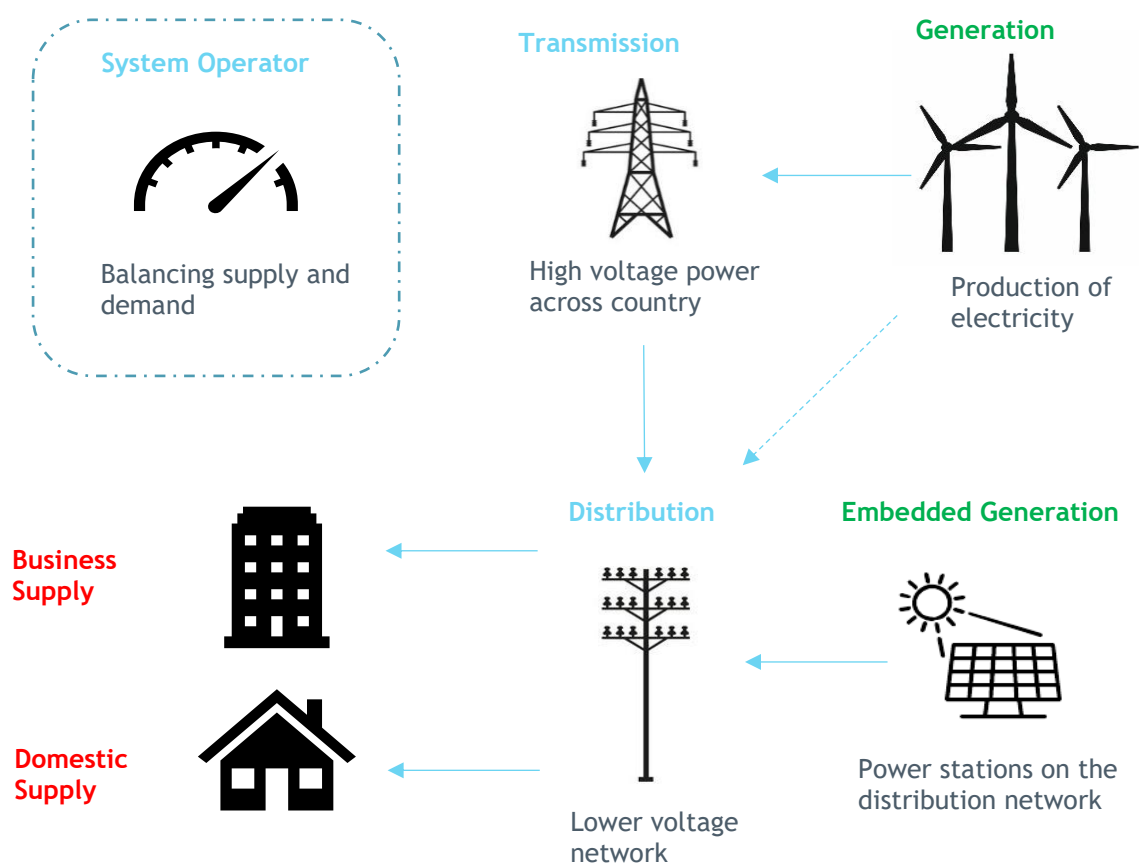 System Operator
Balancing supply and
demand
Transmission
High voltage power
across country
Generation
Production of
electricity
Business
Supply
Domestic
Supply
Distribution
Lower voltage
network
Embedded Generation
Power stations on the
distribution network